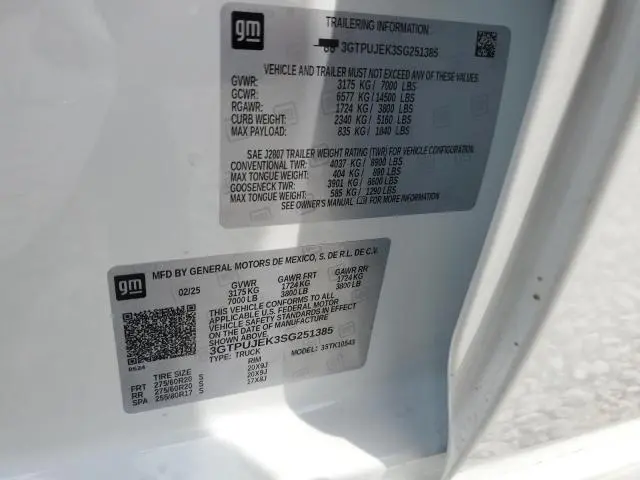 gm
TRAILERING INFORMATION
3GTPUJEK3SG251385
VEHICLE AND TRAILER MUST NOT EXCEED ANY OF THESE VALUES.
GVWR: 3175 KG / 7000 LBS
GCWR: 6577 KG / 14500 LBS
RGAWR: 1724 KG / 3800 LBS
CURB WEIGHT: 2340 KG / 5160 LBS
MAX PAYLOAD: 835 KG / 1840 LBS
SAE J2807 TRAILER WEIGHT RATING (TWR) FOR VEHICLE CONFIGURATION.
CONVENTIONAL TWR: 4037 KG / 8900 LBS
MAX TONGUE WEIGHT: 404 KG / 890 LBS
GOOSENECK TWR: 3901 KG / 8600 LBS
MAX TONGUE WEIGHT: 585 KG / 1290 LBS
SEE OWNER'S MANUAL FOR MORE INFORMATION
gm
MFD BY GENERAL MOTORS DE MEXICO, S. DE R.L. DE C.V.
02/25 GVWR GAWR FRT GAWR RR
3175 KG 1724 KG 1724 KG
7000 LB 3800 LB 3800 LB
THIS VEHICLE CONFORMS TO ALL
APPLICABLE U.S. FEDERAL MOTOR
VEHICLE SAFETY STANDARDS IN EFFECT
ON THE DATE OF MANUFACTURE
SHOWN ABOVE.
3GTPUJEK3SG251385
TYPE: TRUCK MODEL: 3STK10543
TIRE SIZE RIM
FRT 275/60R20 S 20X9J
RR 275/60R20 S 20X9J
SPA 255/80R17 S 17X8J